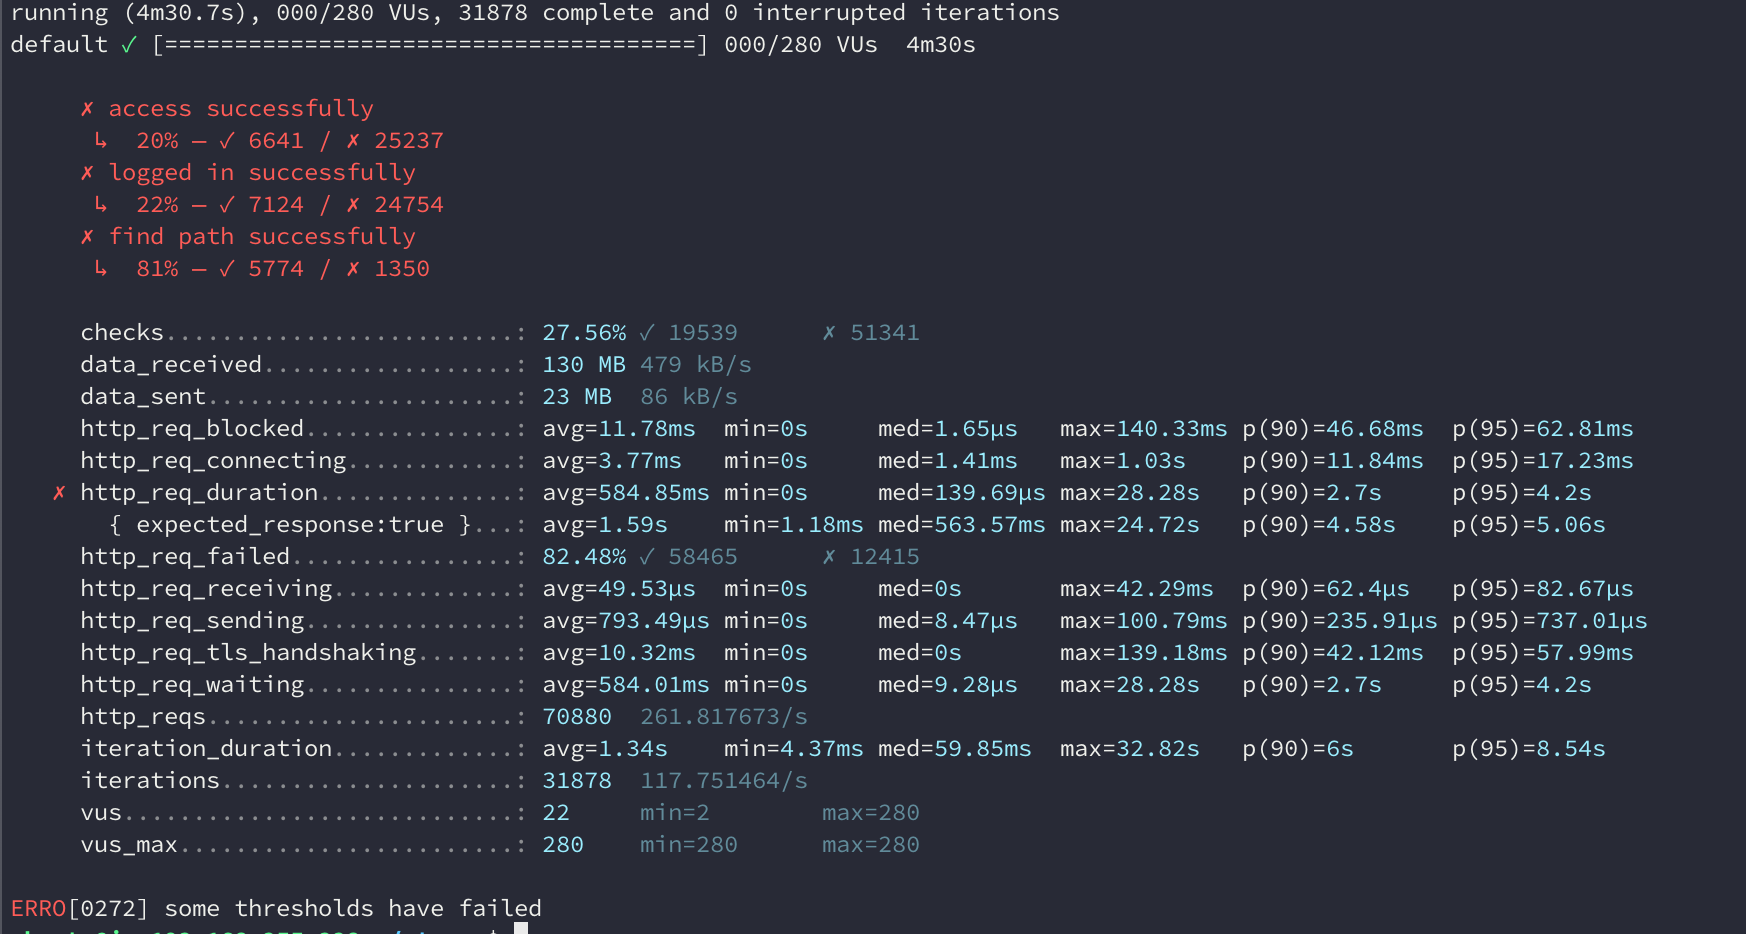 running (4m30.7s), 000/280 VUs, 31878 complete and 0 interrupted iterations
default ✓ [======================================] 000/280 VUs  4m30s
✗ access successfully
↳  20% — ✓ 6641 / ✗ 25237
✗ logged in successfully
↳  22% — ✓ 7124 / ✗ 24754
✗ find path successfully
↳  81% — ✓ 5774 / ✗ 1350
checks.........................: 27.56% ✓ 19539      ✗ 51341
data_received..................: 130 MB 479 kB/s
data_sent......................: 23 MB  86 kB/s
http_req_blocked...............: avg=11.78ms  min=0s     med=1.65µs   max=140.33ms p(90)=46.68ms  p(95)=62.81ms
http_req_connecting............: avg=3.77ms   min=0s     med=1.41ms   max=1.03s    p(90)=11.84ms  p(95)=17.23ms
✗ http_req_duration..............: avg=584.85ms min=0s     med=139.69µs max=28.28s   p(90)=2.7s     p(95)=4.2s
{ expected_response:true }...: avg=1.59s    min=1.18ms med=563.57ms max=24.72s   p(90)=4.58s    p(95)=5.06s
http_req_failed................: 82.48% ✓ 58465      ✗ 12415
http_req_receiving.............: avg=49.53µs  min=0s     med=0s       max=42.29ms  p(90)=62.4µs   p(95)=82.67µs
http_req_sending...............: avg=793.49µs min=0s     med=8.47µs   max=100.79ms p(90)=235.91µs p(95)=737.01µs
http_req_tls_handshaking.......: avg=10.32ms  min=0s     med=0s       max=139.18ms p(90)=42.12ms  p(95)=57.99ms
http_req_waiting...............: avg=584.01ms min=0s     med=9.28µs   max=28.28s   p(90)=2.7s     p(95)=4.2s
http_reqs......................: 70880  261.817673/s
iteration_duration.............: avg=1.34s    min=4.37ms med=59.85ms  max=32.82s   p(90)=6s       p(95)=8.54s
iterations.....................: 31878  117.751464/s
vus............................: 22     min=2        max=280
vus_max........................: 280    min=280      max=280
ERRO[0272] some thresholds have failed